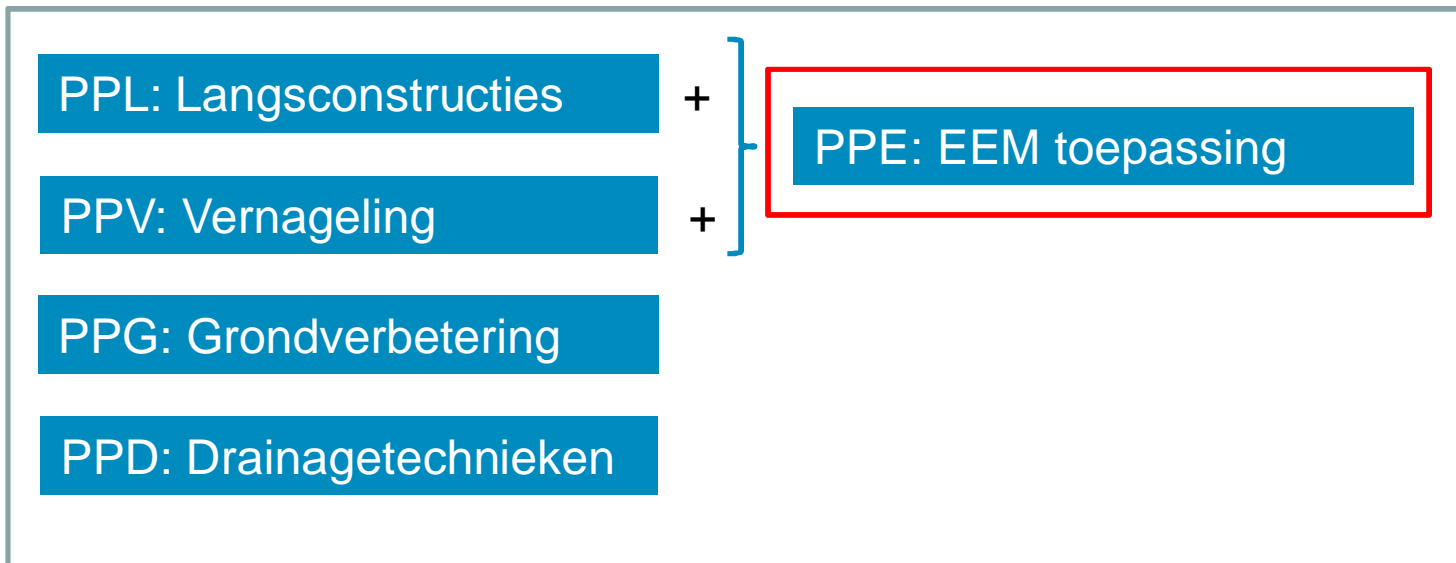 PPL: Langsconstructies +
PPE: EEM toepassing
PPV: Vernageling +
PPG: Grondverbetering
PPD: Drainagetechnieken